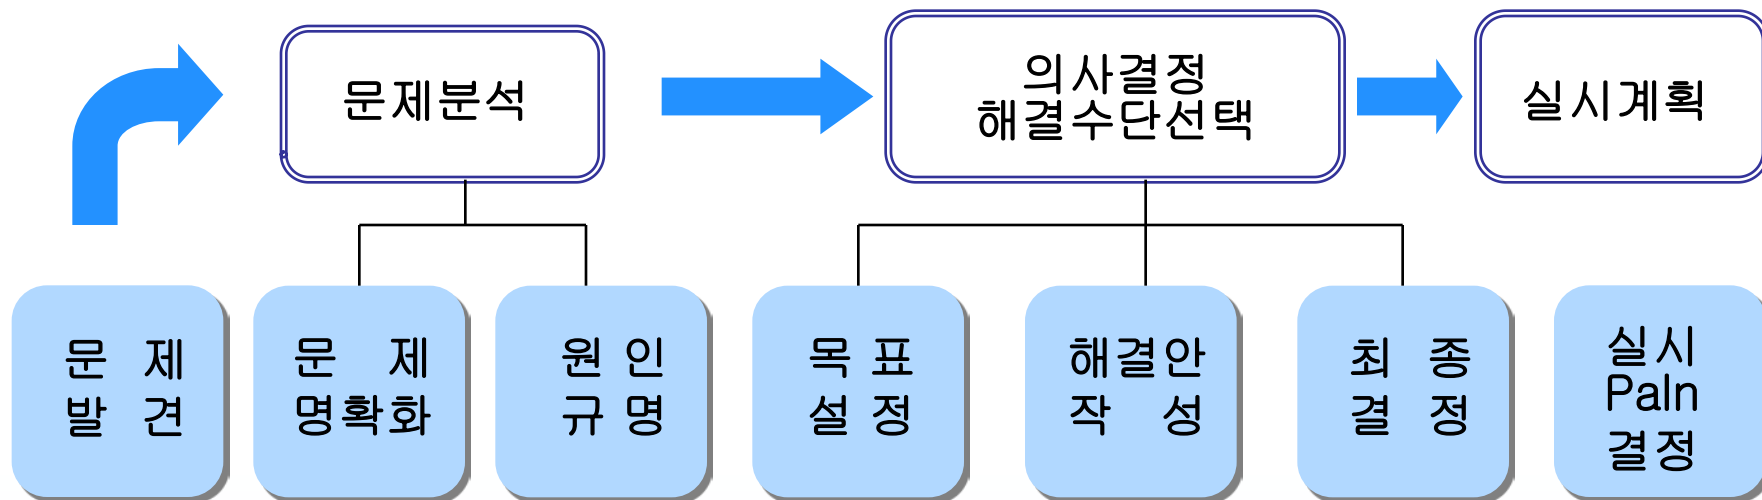 문제분석
의사결정
해결수단선택
실시계획
문 제
발 견
문 제
명확화
원 인
규 명
목 표
설 정
해결안
작 성
최 종
결 정
실시
Paln
결정